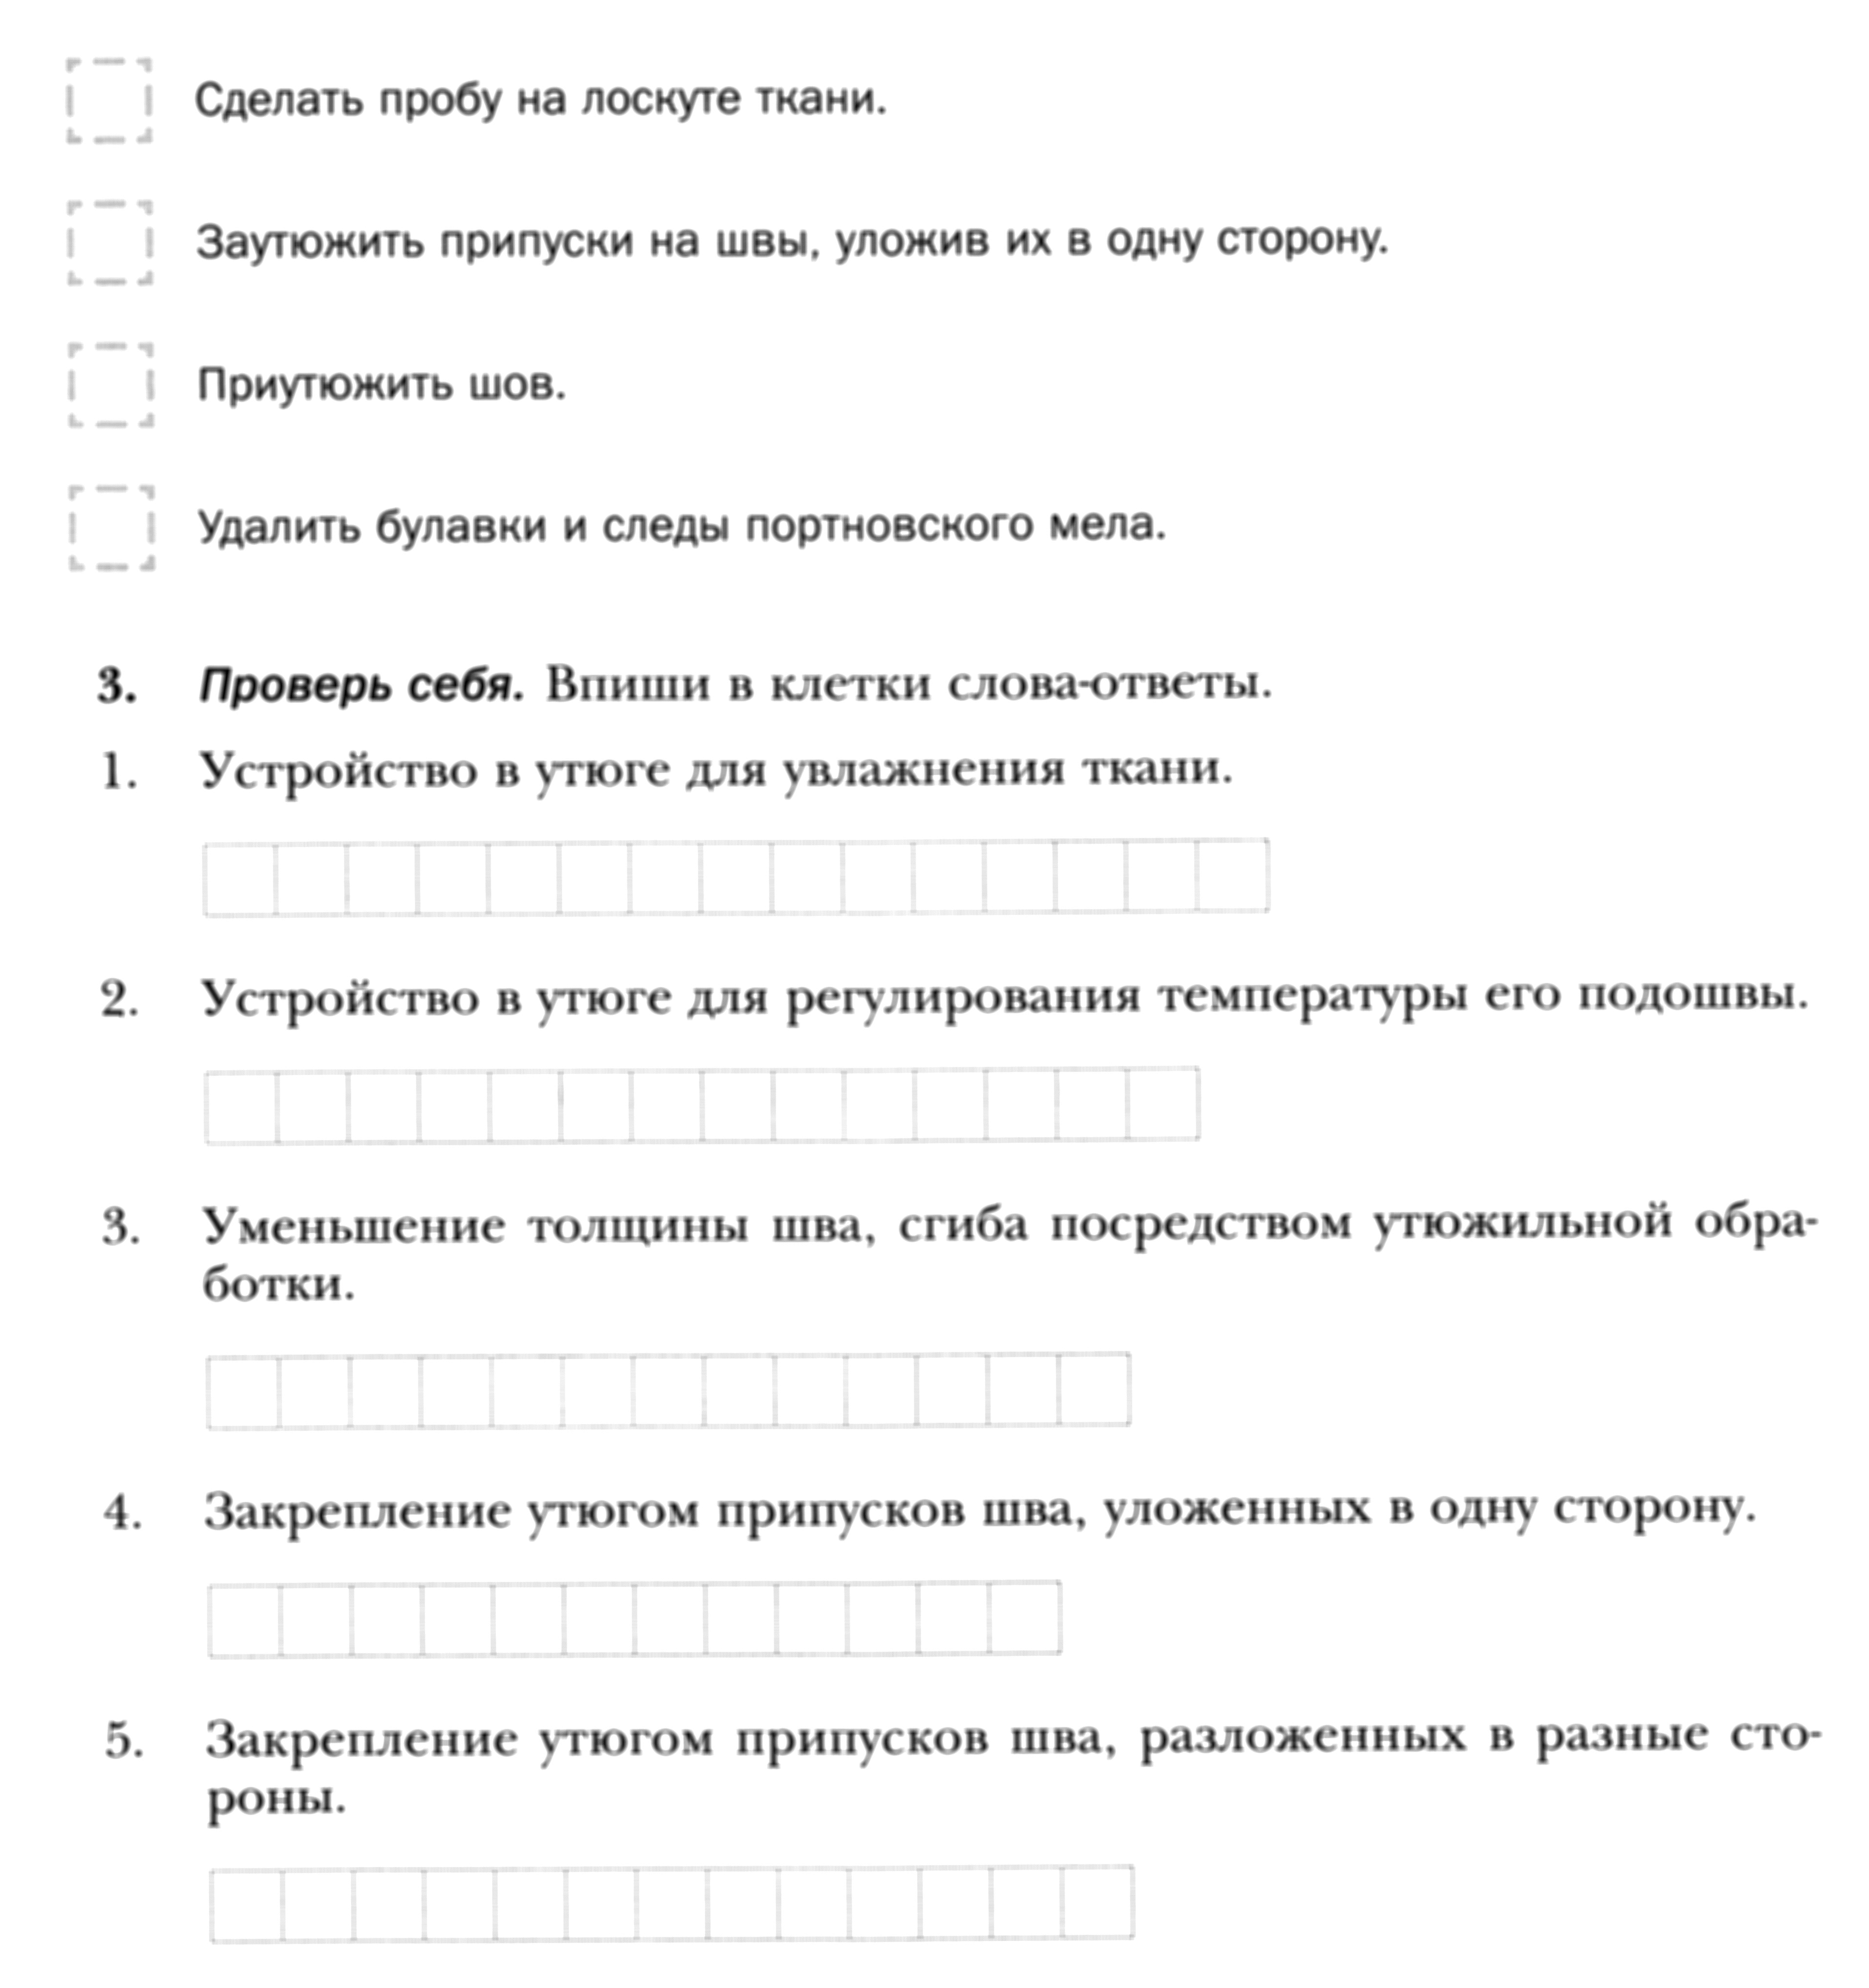 Сделать пробу на лоскуте ткани.
Заутюжить припуски на швы, уложив их в одну сторону.
Приутюжить шов.
Удалить булавки и следы портновского мела.
3. Проверь себя. Впиши в клетки слова-ответы.
1. Устройство в утюге для увлажнения ткани.
2. Устройство в утюге для регулирования температуры его подошвы.
3. Уменьшение толщины шва, сгиба посредством утюжильной обра-
ботки.
4. Закрепление утюгом припусков шва, уложенных в одну сторону.
5. Закрепление утюгом припусков шва, разложенных в разные сто-
роны.